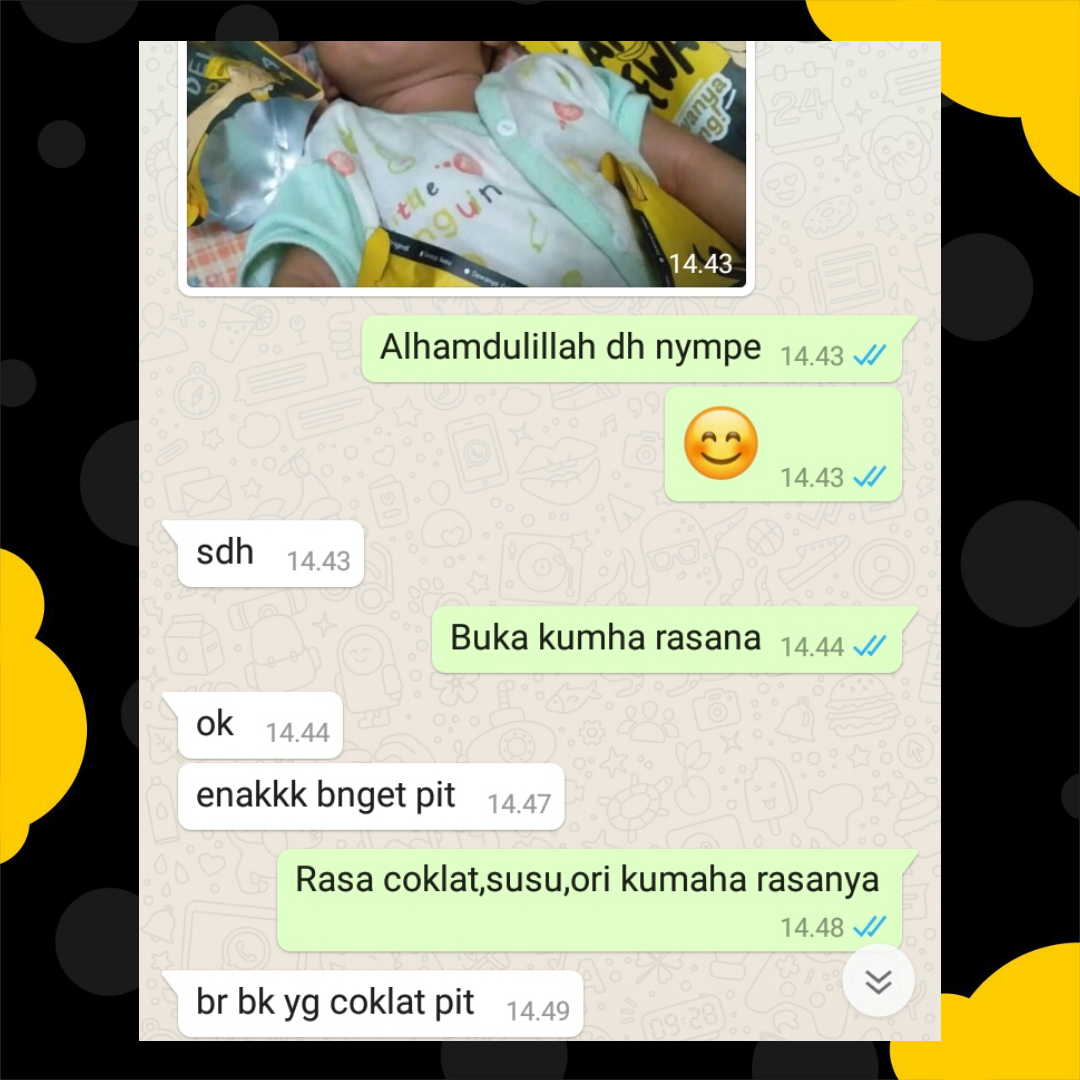 anya
ng!
14.43
Alhamdulillah dh nympe 14.43
14.43
sdh 14.43
Buka kumha rasana 14.44
ok 14.44
enakkk bnget pit 14.47
Rasa coklat,susu,ori kumaha rasanya
14.48
br bk yg coklat pit 14.49